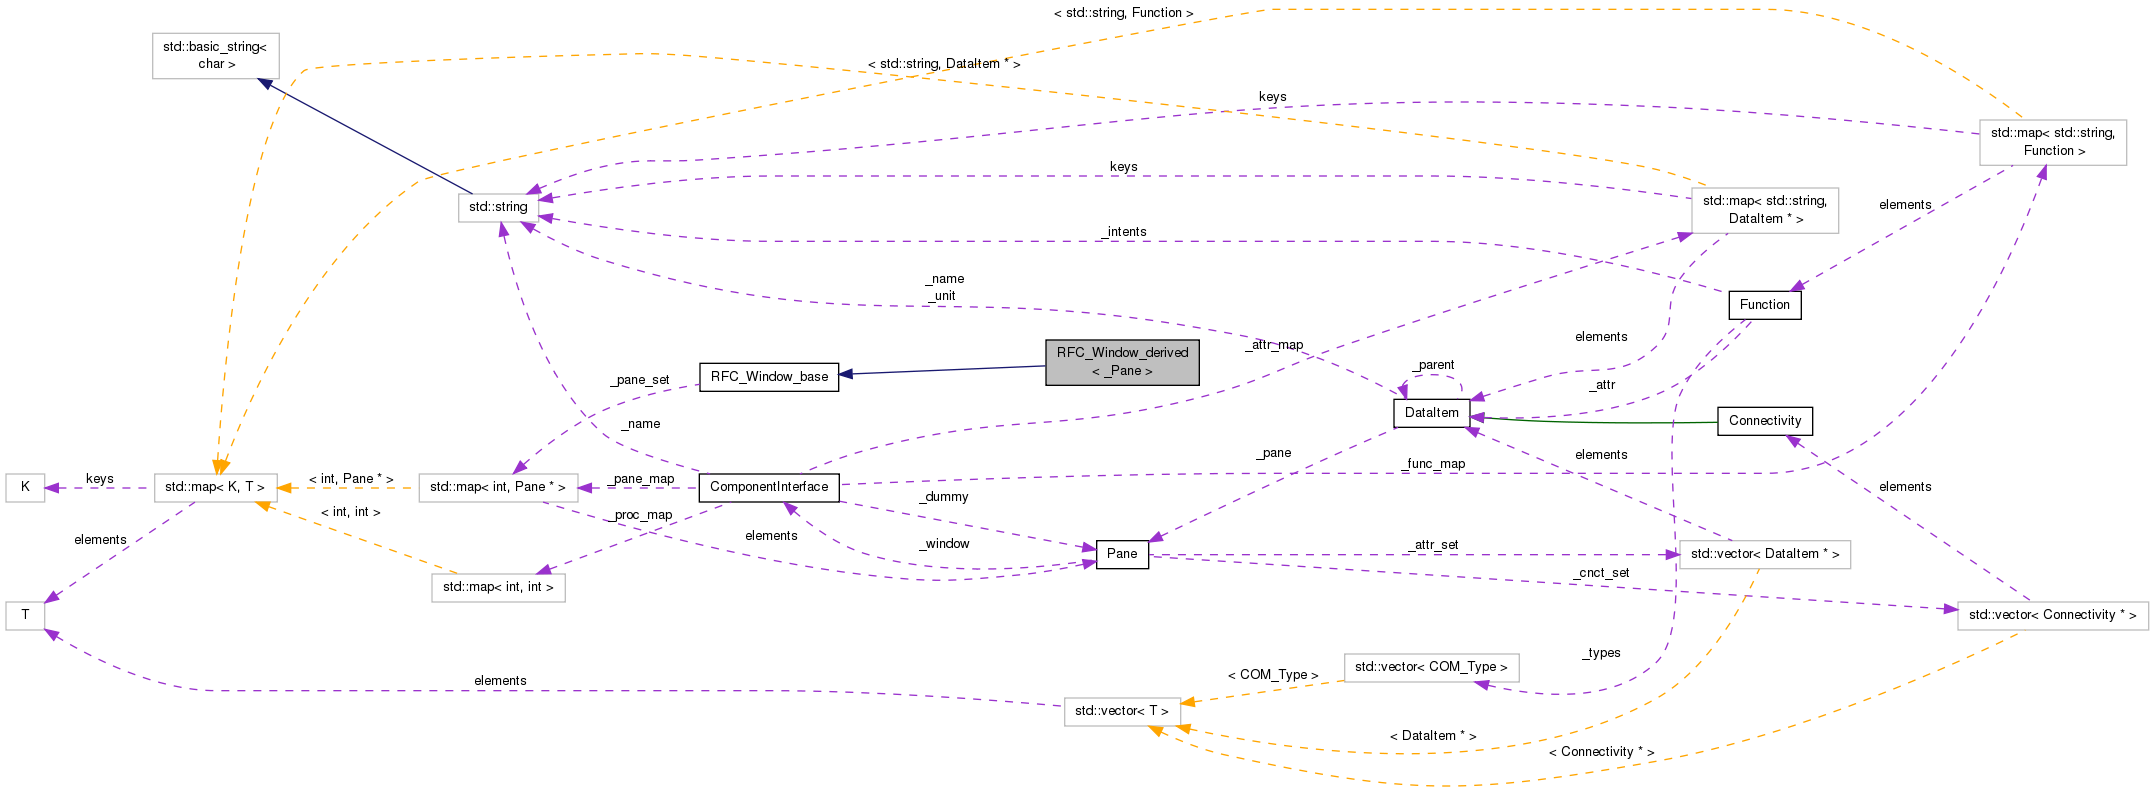 < std::string, Function >
std::basic_string<
char >
< std::string, DataItem * >
keys
std::map< std::string,
Function >
keys
std::string
std::map< std::string,
DataItem * >
elements
_intents
_name
_unit
Function
_attr_map
elements
RFC_Window_derived
< _Pane >
RFC_Window_base
_pane_set
_parent
_attr
DataItem
Connectivity
_name
_pane
_func_map
elements
K
keys
std::map< K, T >
< int, Pane * >
std::map< int, Pane * >
_pane_map
ComponentInterface
_dummy
elements
< int, int >
_proc_map
elements
elements
_window
Pane
_attr_set
std::vector< DataItem * >
_cnct_set
std::map< int, int >
T
std::vector< Connectivity * >
_types
elements
< COM_Type >
std::vector< COM_Type >
std::vector< T >
< DataItem * >
< Connectivity * >